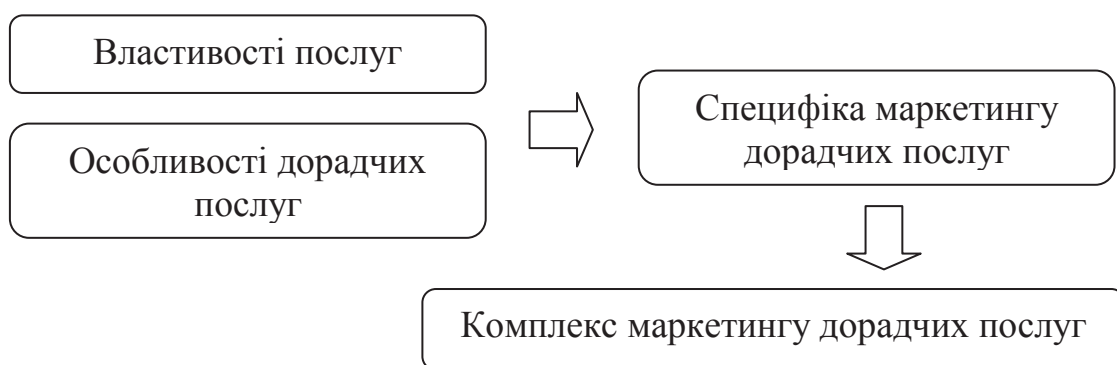 Властивості послуг
Особливості дорадчих
послуг
Специфіка маркетингу
дорадчих послуг
Комплекс маркетингу дорадчих послуг